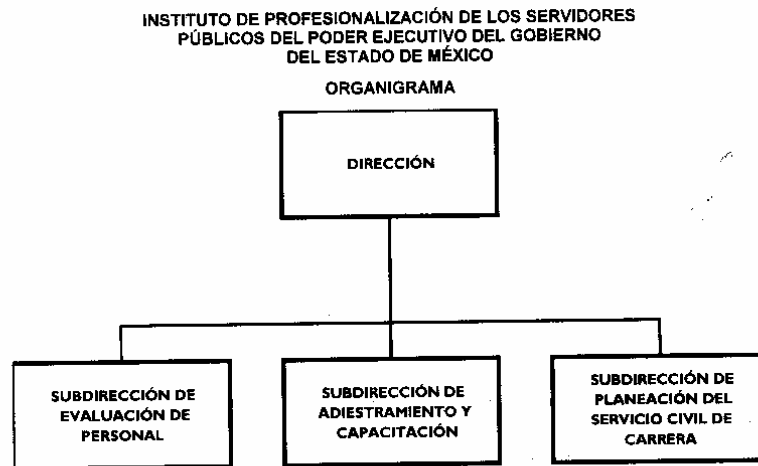 INSTITUTO DE PROFESIONALIZACIÓN DE LOS SERVIDORES
PÚBLICOS DEL PODER EJECUTIVO DEL GOBIERNO
DEL ESTADO DE MÉXICO
ORGANIGRAMA
DIRECCIÓN
SUBDIRECCIÓN DE
EVALUACIÓN DE
PERSONAL
SUBDIRECCIÓN DE
ADIESTRAMIENTO Y
CAPACITACIÓN
SUBDIRECCIÓN DE
PLANEACIÓN DEL
SERVICIO CIVIL DE
CARRERA